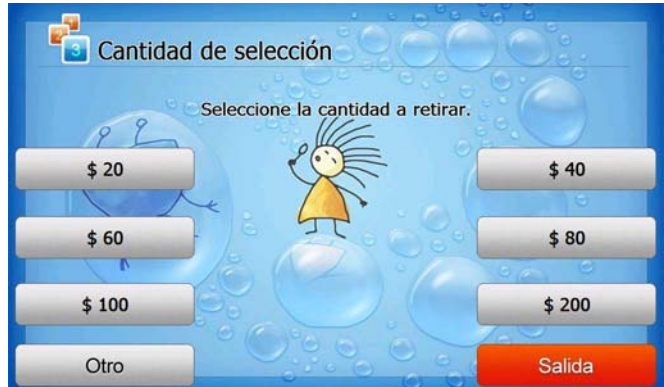 Cantidad de selección
Seleccione la cantidad a retirar.
$ 20
$ 40
$ 60
$ 80
$ 100
$ 200
Otro
Salida